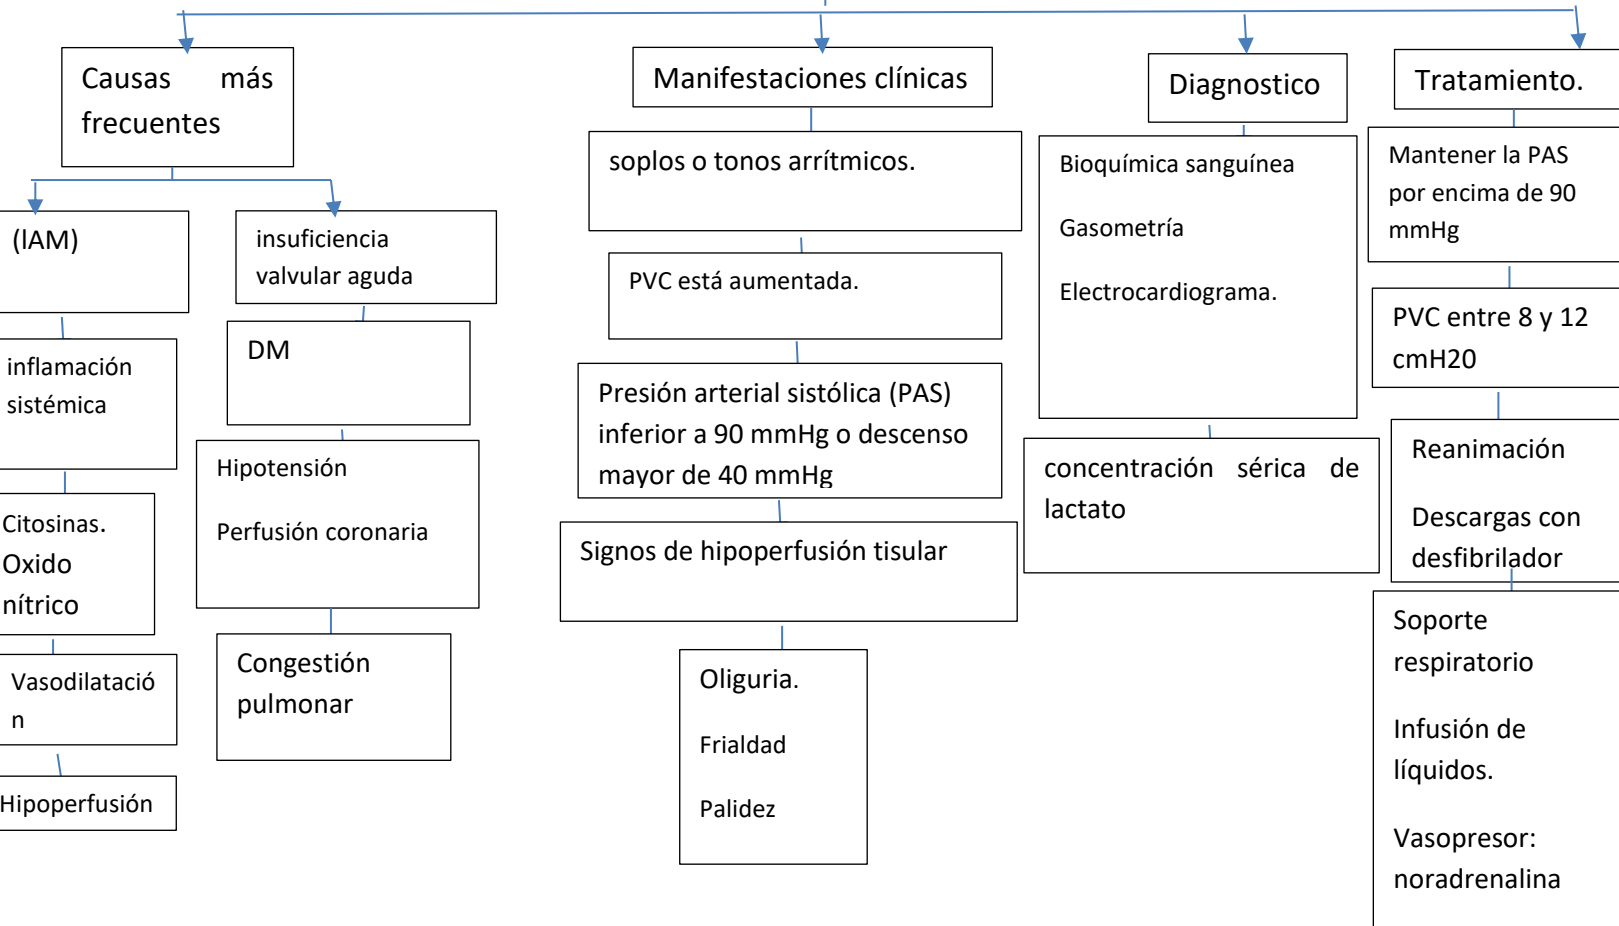 Causas más
frecuentes
(IAM)
inflamación
sistémica
Citosinas.
Oxido
nítrico
Vasodilatació
n
Hipoperfusión
insuficiencia
valvular aguda
DM
Hipotensión
Perfusión coronaria
Congestión
pulmonar
Manifestaciones clínicas
soplos o tonos arrítmicos.
PVC está aumentada.
Presión arterial sistólica (PAS)
inferior a 90 mmHg o descenso
mayor de 40 mmHg
Signos de hipoperfusión tisular
Oliguria.
Frialdad
Palidez
Diagnostico
Bioquímica sanguínea
Gasometría
Electrocardiograma.
concentración sérica de
lactato
Tratamiento.
Mantener la PAS
por encima de 90
mmHg
PVC entre 8 y 12
cmH20
Reanimación
Descargas con
desfibrilador
Soporte
respiratorio
Infusión de
líquidos.
Vasopresor:
noradrenalina